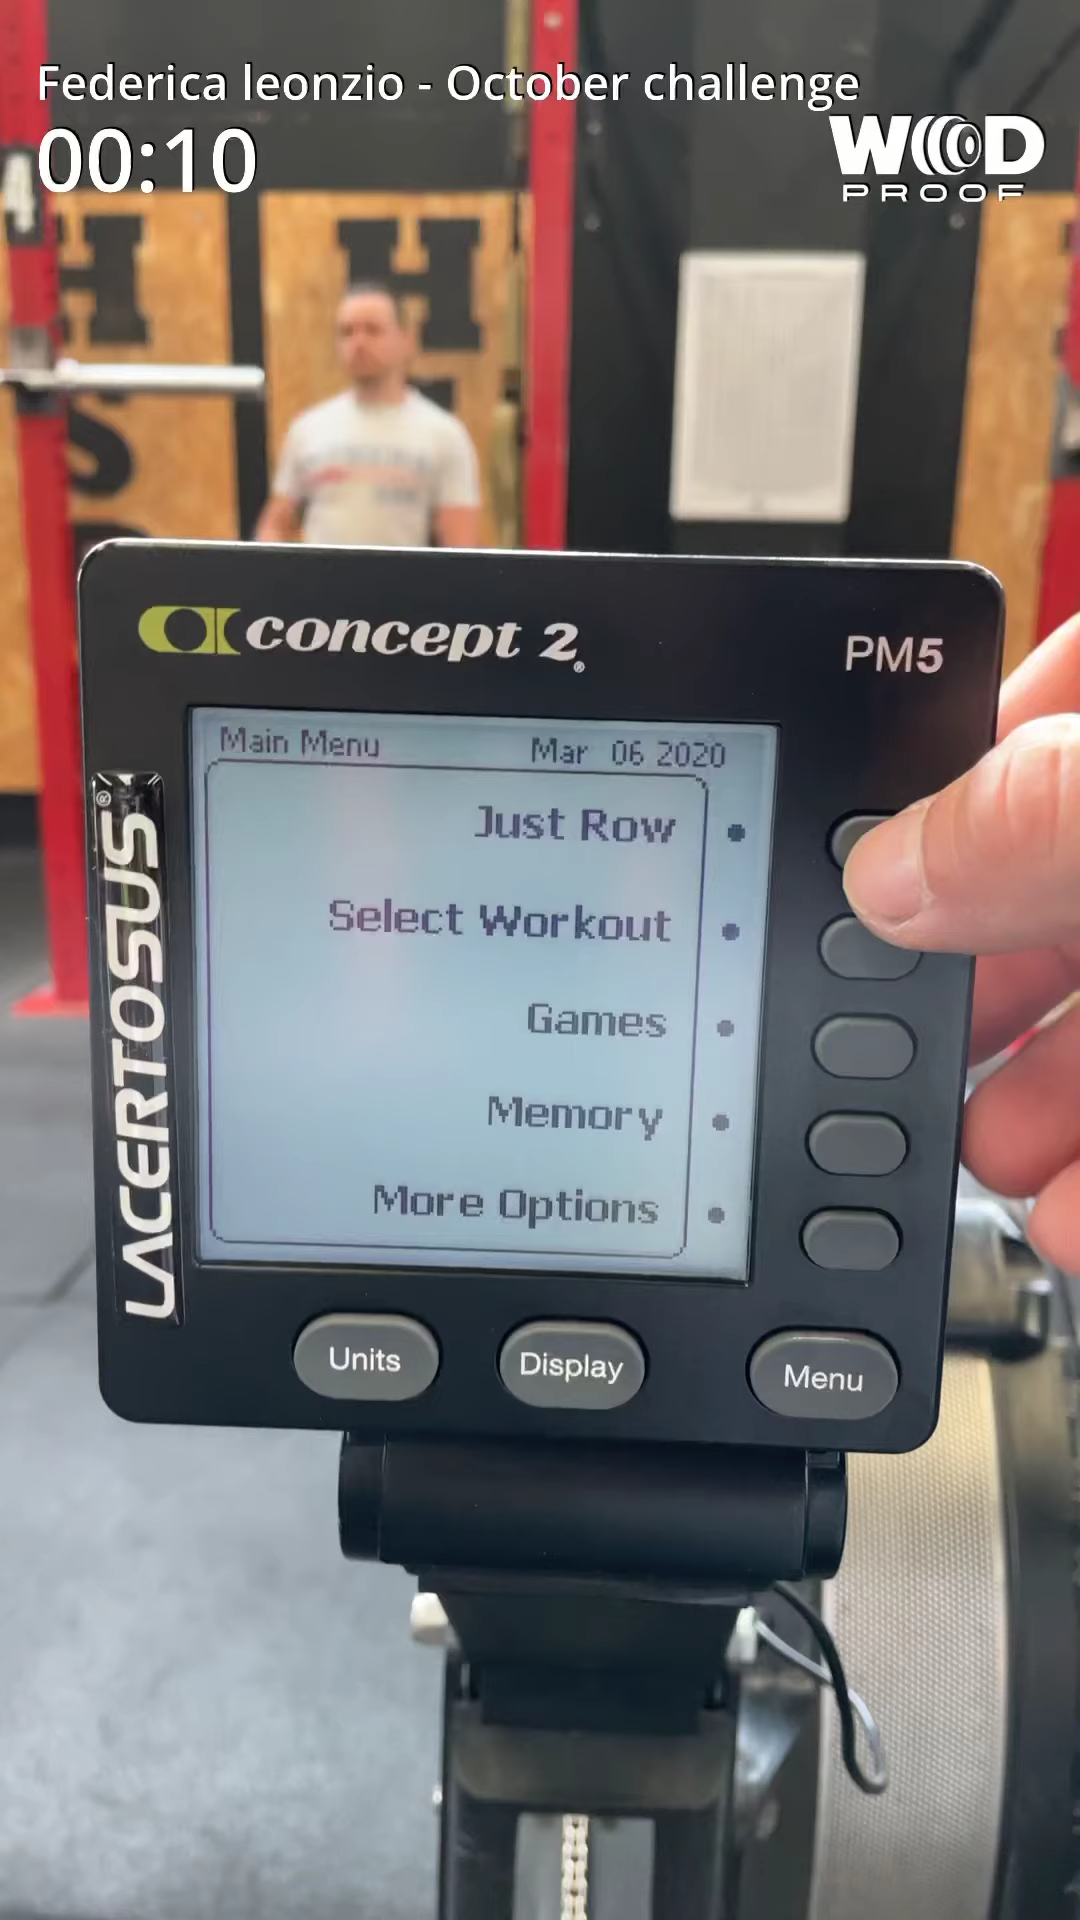 Federica leonzio - October challenge
00:10
WOD
PROOF
H H
S
concept 2®
PM5
Main Menu Mar 06 2020
Just Row
Select Workout
Games
Memory
More Options
LACERTOSUS®
Units Display Menu